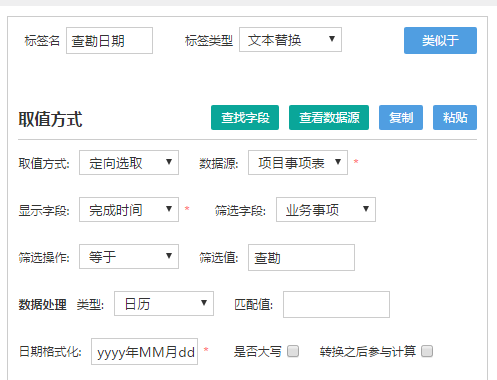 标签名 查勘日期 标签类型 文本替换 类似于
取值方式 查找字段 查看数据源 复制 粘贴
取值方式: 定向选取 数据源: 项目事项表 *
显示字段: 完成时间 * 筛选字段: 业务事项
筛选操作: 等于 筛选值: 查勘
数据处理 类型: 日历 匹配值:
日期格式化: yyyy年MM月dd * 是否大写 转换之后参与计算